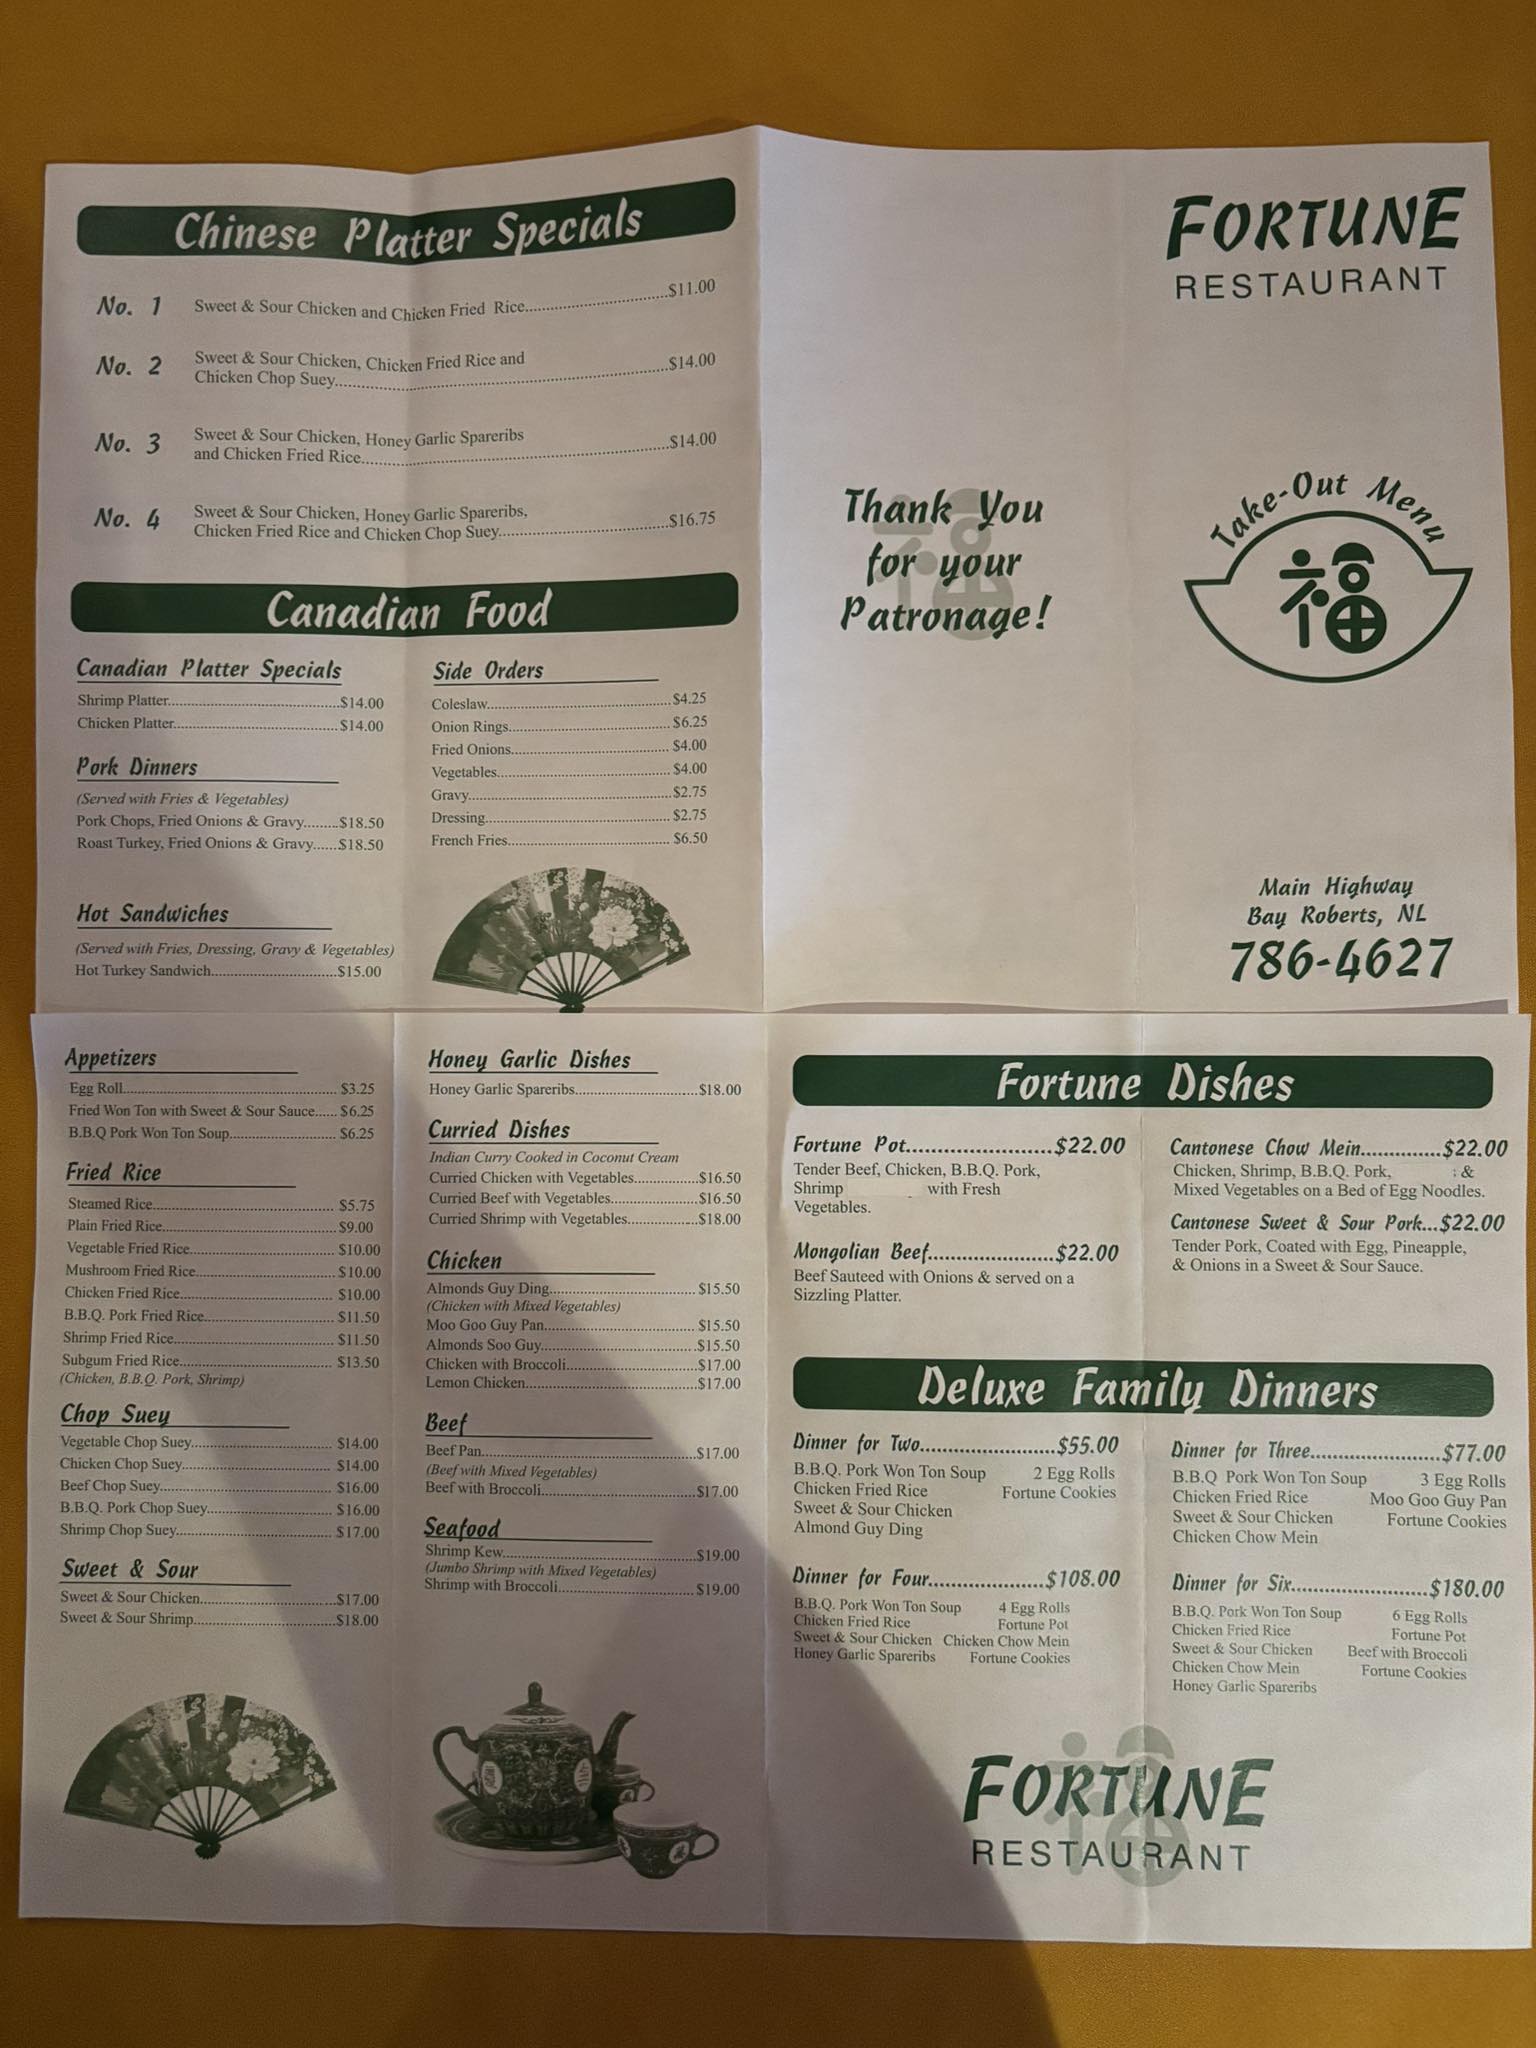 Chinese Platter Specials
No. 1 Sweet & Sour Chicken and Chicken Fried Rice...............$11.00
No. 2 Sweet & Sour Chicken, Chicken Fried Rice and
Chicken Chop Suey...............$14.00
No. 3 Sweet & Sour Chicken, Honey Garlic Spareribs
and Chicken Fried Rice...............$14.00
No. 4 Sweet & Sour Chicken, Honey Garlic Spareribs,
Chicken Fried Rice and Chicken Chop Suey...............$16.75
Canadian Food
Canadian Platter Specials
Shrimp Platter...............$14.00
Chicken Platter...............$14.00
Pork Dinners
(Served with Fries & Vegetables)
Pork Chops, Fried Onions & Gravy........$18.50
Roast Turkey, Fried Onions & Gravy......$18.50
Hot Sandwiches
(Served with Fries, Dressing, Gravy & Vegetables)
Hot Turkey Sandwich...............$15.00
Side Orders
Coleslaw...............$4.25
Onion Rings...............$6.25
Fried Onions...............$4.00
Vegetables...............$4.00
Gravy...............$2.75
Dressing...............$2.75
French Fries...............$6.50
Thank You
for your
Patronage!
福
FORTUNE
RESTAURANT
Take-Out Menu
福
Main Highway
Bay Roberts, NL
786-4627
Appetizers
Egg Roll...............$3.25
Fried Won Ton with Sweet & Sour Sauce......$6.25
B.B.Q Pork Won Ton Soup...............$6.25
Fried Rice
Steamed Rice...............$5.75
Plain Fried Rice...............$9.00
Vegetable Fried Rice...............$10.00
Mushroom Fried Rice...............$10.00
Chicken Fried Rice...............$10.00
B.B.Q. Pork Fried Rice...............$11.50
Shrimp Fried Rice...............$11.50
Subgum Fried Rice...............$13.50
(Chicken, B.B.Q. Pork, Shrimp)
Chop Suey
Vegetable Chop Suey...............$14.00
Chicken Chop Suey...............$14.00
Beef Chop Suey...............$16.00
B.B.Q. Pork Chop Suey...............$16.00
Shrimp Chop Suey...............$17.00
Sweet & Sour
Sweet & Sour Chicken...............$17.00
Sweet & Sour Shrimp...............$18.00
Honey Garlic Dishes
Honey Garlic Spareribs...............$18.00
Curried Dishes
Indian Curry Cooked in Coconut Cream
Curried Chicken with Vegetables...............$16.50
Curried Beef with Vegetables...............$16.50
Curried Shrimp with Vegetables...............$18.00
Chicken
Almonds Guy Ding...............$15.50
(Chicken with Mixed Vegetables)
Moo Goo Guy Pan...............$15.50
Almonds Soo Guy...............$15.50
Chicken with Broccoli...............$17.00
Lemon Chicken...............$17.00
Beef
Beef Pan...............$17.00
(Beef with Mixed Vegetables)
Beef with Broccoli...............$17.00
Seafood
Shrimp Kew...............$19.00
(Jumbo Shrimp with Mixed Vegetables)
Shrimp with Broccoli...............$19.00
Fortune Dishes
Fortune Pot...............$22.00
Tender Beef, Chicken, B.B.Q. Pork,
Shrimp with Fresh
Vegetables.
Mongolian Beef...............$22.00
Beef Sauteed with Onions & served on a
Sizzling Platter.
Cantonese Chow Mein...............$22.00
Chicken, Shrimp, B.B.Q. Pork, &
Mixed Vegetables on a Bed of Egg Noodles.
Cantonese Sweet & Sour Pork...$22.00
Tender Pork, Coated with Egg, Pineapple,
& Onions in a Sweet & Sour Sauce.
Deluxe Family Dinners
Dinner for Two...............$55.00
B.B.Q. Pork Won Ton Soup 2 Egg Rolls
Chicken Fried Rice Fortune Cookies
Sweet & Sour Chicken
Almond Guy Ding
Dinner for Three...............$77.00
B.B.Q Pork Won Ton Soup 3 Egg Rolls
Chicken Fried Rice Moo Goo Guy Pan
Sweet & Sour Chicken Fortune Cookies
Chicken Chow Mein
Dinner for Four...............$108.00
B.B.Q. Pork Won Ton Soup 4 Egg Rolls
Chicken Fried Rice Fortune Pot
Sweet & Sour Chicken Chicken Chow Mein
Honey Garlic Spareribs Fortune Cookies
Dinner for Six...............$180.00
B.B.Q. Pork Won Ton Soup 6 Egg Rolls
Chicken Fried Rice Fortune Pot
Sweet & Sour Chicken Beef with Broccoli
Chicken Chow Mein Fortune Cookies
Honey Garlic Spareribs
福
FORTUNE
RESTAURANT